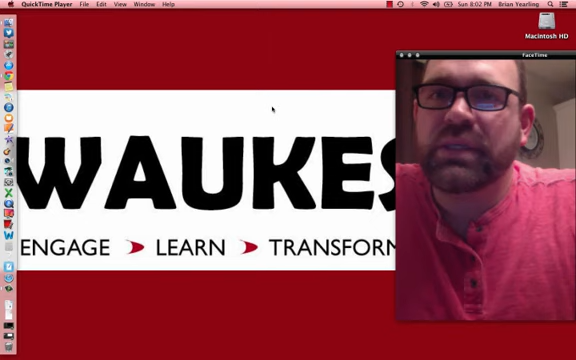 QuickTime Player File Edit View Window Help Sun 8:02 PM Brian Yearling
Macintosh HD
FaceTime
WAUKES
ENGAGE LEARN TRANSFORM